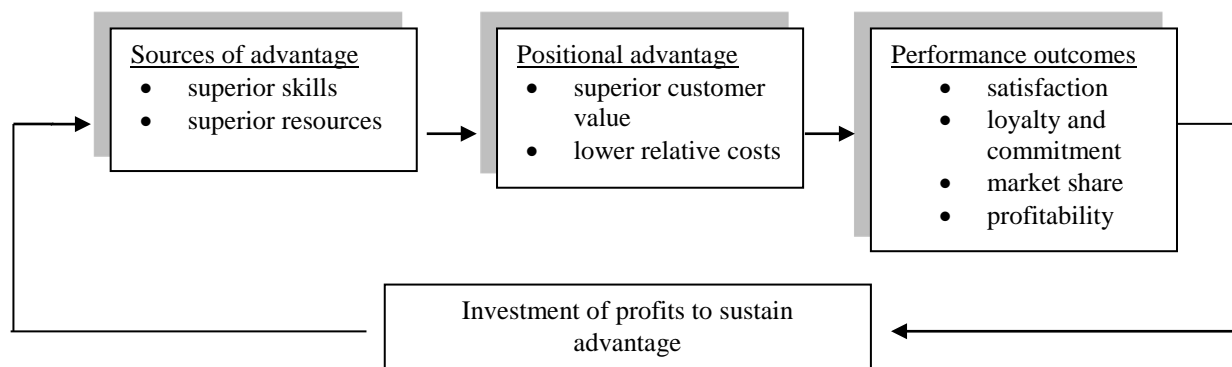 Sources of advantage
• superior skills
• superior resources
Positional advantage
• superior customer
value
• lower relative costs
Performance outcomes
• satisfaction
• loyalty and
commitment
• market share
• profitability
Investment of profits to sustain
advantage